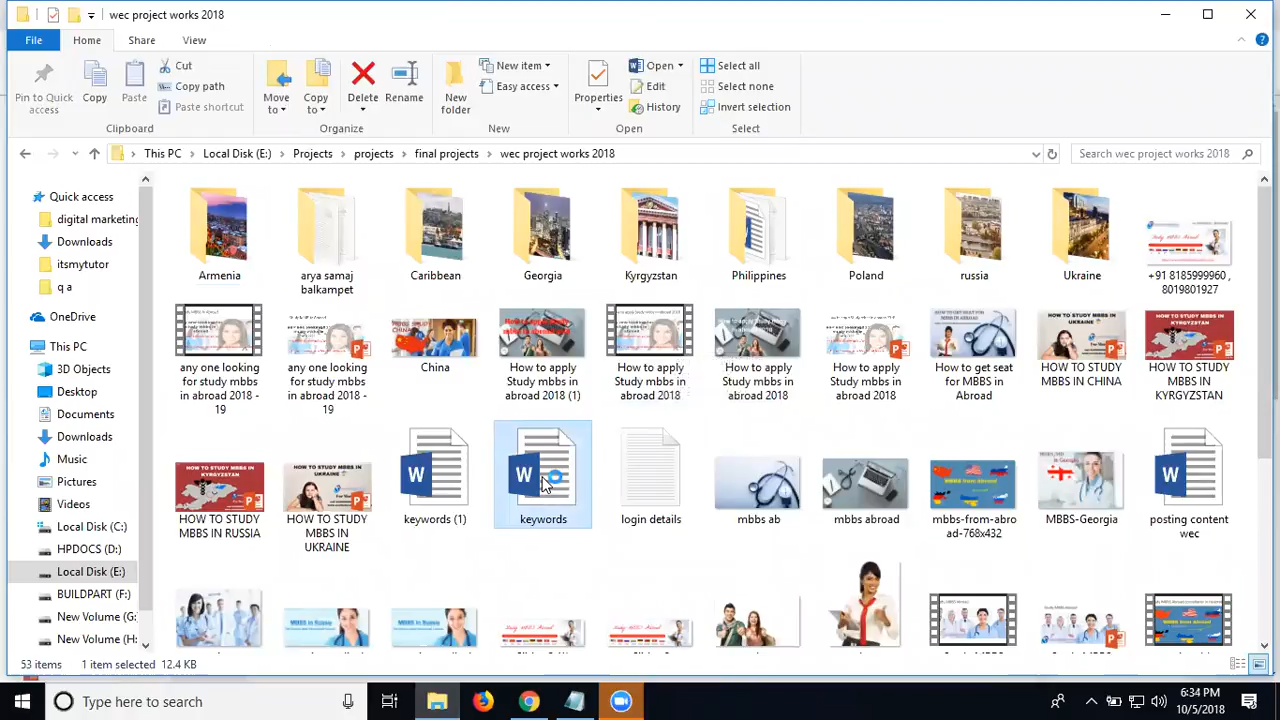 wec project works 2018
File
Home
Share
View
Pin to Quick access
Copy
Paste
Cut
Copy path
Paste shortcut
Clipboard
Move to
Copy to
Delete
Rename
Organize
New folder
New item
Easy access
New
Properties
Open
Edit
History
Open
Select all
Select none
Invert selection
Select
This PC > Local Disk (E:) > Projects > projects > final projects > wec project works 2018
Search wec project works 2018
Quick access
digital marketing
Downloads
itsmytutor
q a
OneDrive
This PC
3D Objects
Desktop
Documents
Downloads
Music
Pictures
Videos
Local Disk (C:)
HPDOCS (D:)
Local Disk (E:)
BUILDPART (F:)
New Volume (G:
New Volume (H:
Armenia
arya samaj balkampet
Caribbean
Georgia
Kyrgyzstan
Philippines
Poland
russia
Ukraine
+91 8185999960 , 8019801927
any one looking for study mbbs in abroad 2018 - 19
any one looking for study mbbs in abroad 2018 - 19
China
How to apply Study mbbs in abroad 2018 (1)
How to apply Study mbbs in abroad 2018
How to apply Study mbbs in abroad 2018
How to apply Study mbbs in abroad 2018
How to get seat for MBBS in Abroad
HOW TO STUDY MBBS IN CHINA
HOW TO STUDY MBBS IN KYRGYZSTAN
HOW TO STUDY MBBS IN RUSSIA
HOW TO STUDY MBBS IN UKRAINE
keywords (1)
keywords
login details
mbbs ab
mbbs abroad
mbbs-from-abroad-768x432
MBBS-Georgia
posting content wec
53 items
1 item selected 12.4 KB
Type here to search
6:34 PM
10/5/2018